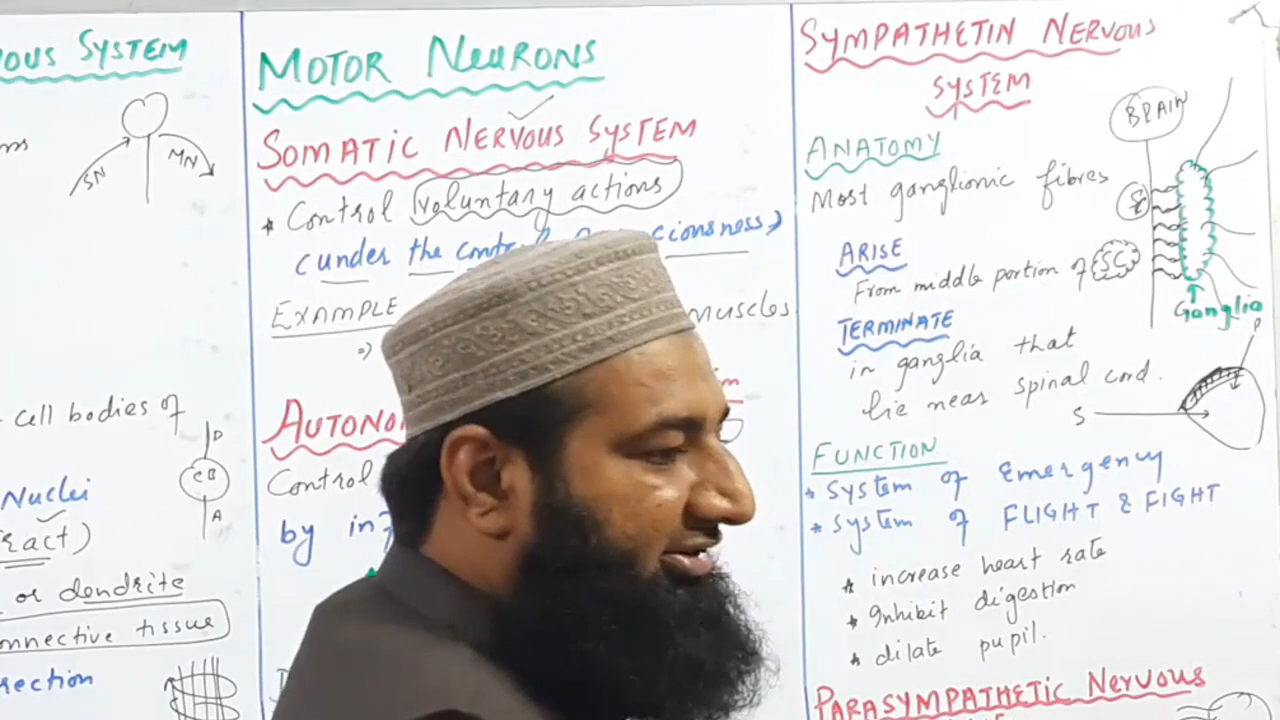 OUS SYSTEM
SN
MN
CELL BODIES OF
D
CB
A
Nuclei
ract)
or dendrite
onnective tissue
rection
MOTOR NEURONS
SOMATIC NERVOUS SYSTEM
* Control voluntary actions
cunder the
ciousness)
EXAMPLE
muscles
=)
AUTONO
Control
by in
SYMPATHETIN NERVOUS
SYSTEM
BRAIN
ANATOMY
Most ganglionic fibres
ARISE
From middle portion of SC
Ganglia
TERMINATE
in ganglia that
lie near spinal cord.
P
S
FUNCTION
* System of Emergency
* System of FLIGHT & FIGHT
* increase heart rate
* Inhibit digestion
* dilate pupil.
PARASYMPATHETIC NERVOUS